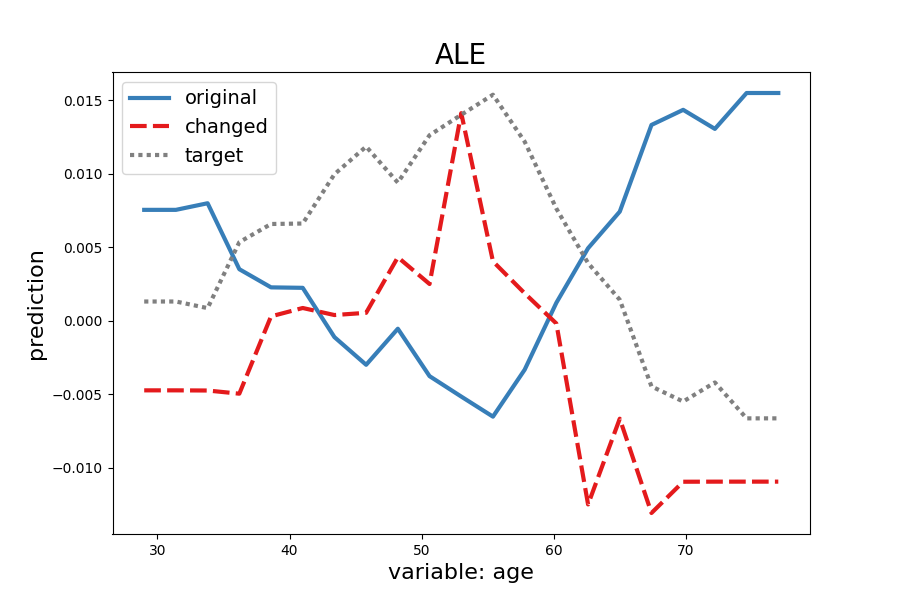 ALE
original
changed
target
0.015
0.010
0.005
0.000
−0.005
−0.010
prediction
30 40 50 60 70
variable: age